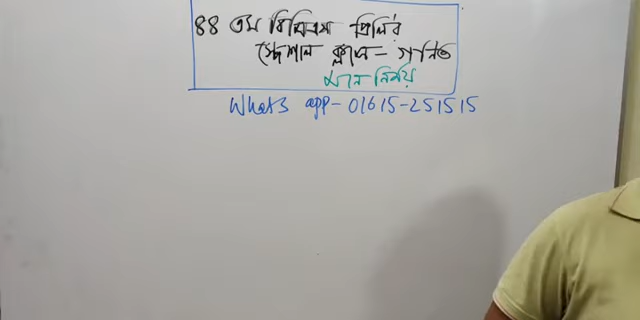 ৪৪ তম বিসিএস প্রিলির
স্পেশাল ক্লাস - গণিত
মান নির্ণয়
Whats app - 01615-251515